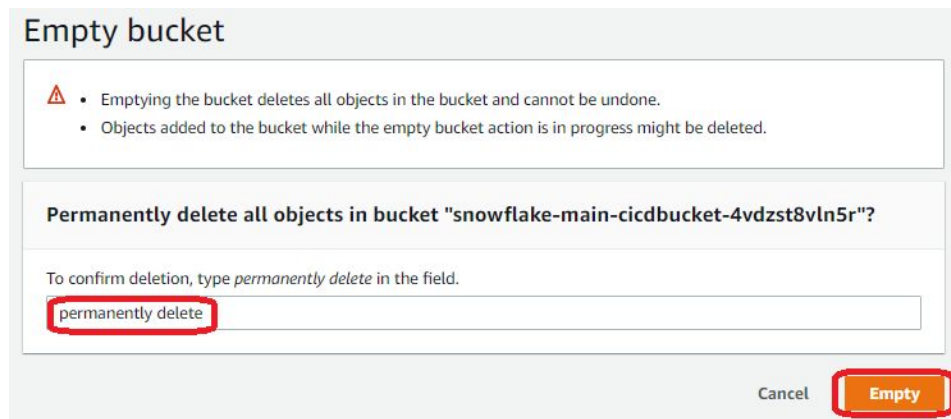 Empty bucket
• Emptying the bucket deletes all objects in the bucket and cannot be undone.
• Objects added to the bucket while the empty bucket action is in progress might be deleted.
Permanently delete all objects in bucket "snowflake-main-cicdbucket-4vdzst8vln5r"?
To confirm deletion, type permanently delete in the field.
permanently delete
Cancel Empty